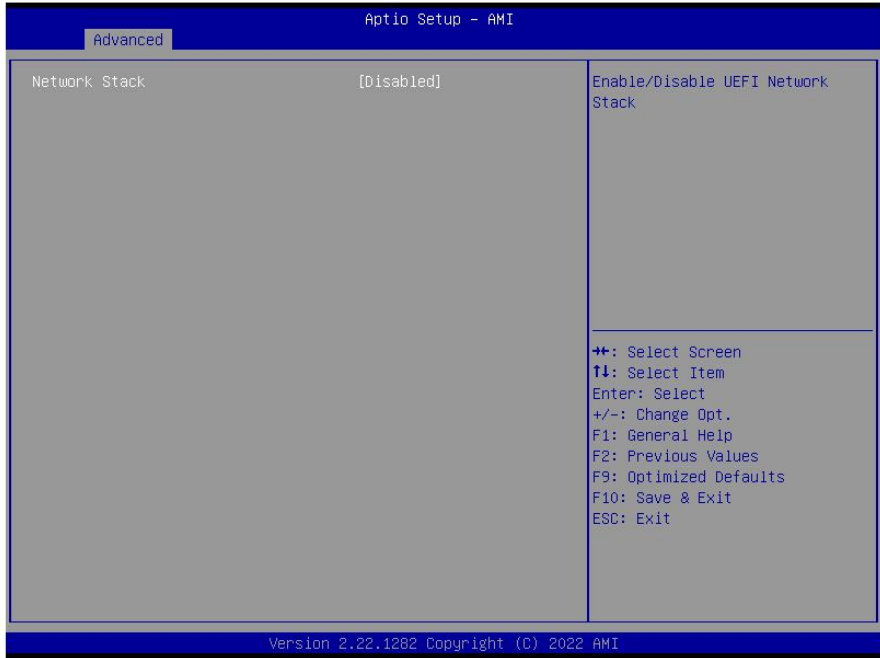 Aptio Setup – AMI
Advanced
Network Stack [Disabled]
Enable/Disable UEFI Network
Stack
→←: Select Screen
↑↓: Select Item
Enter: Select
+/-: Change Opt.
F1: General Help
F2: Previous Values
F9: Optimized Defaults
F10: Save & Exit
ESC: Exit
Version 2.22.1282 Copyright (C) 2022 AMI